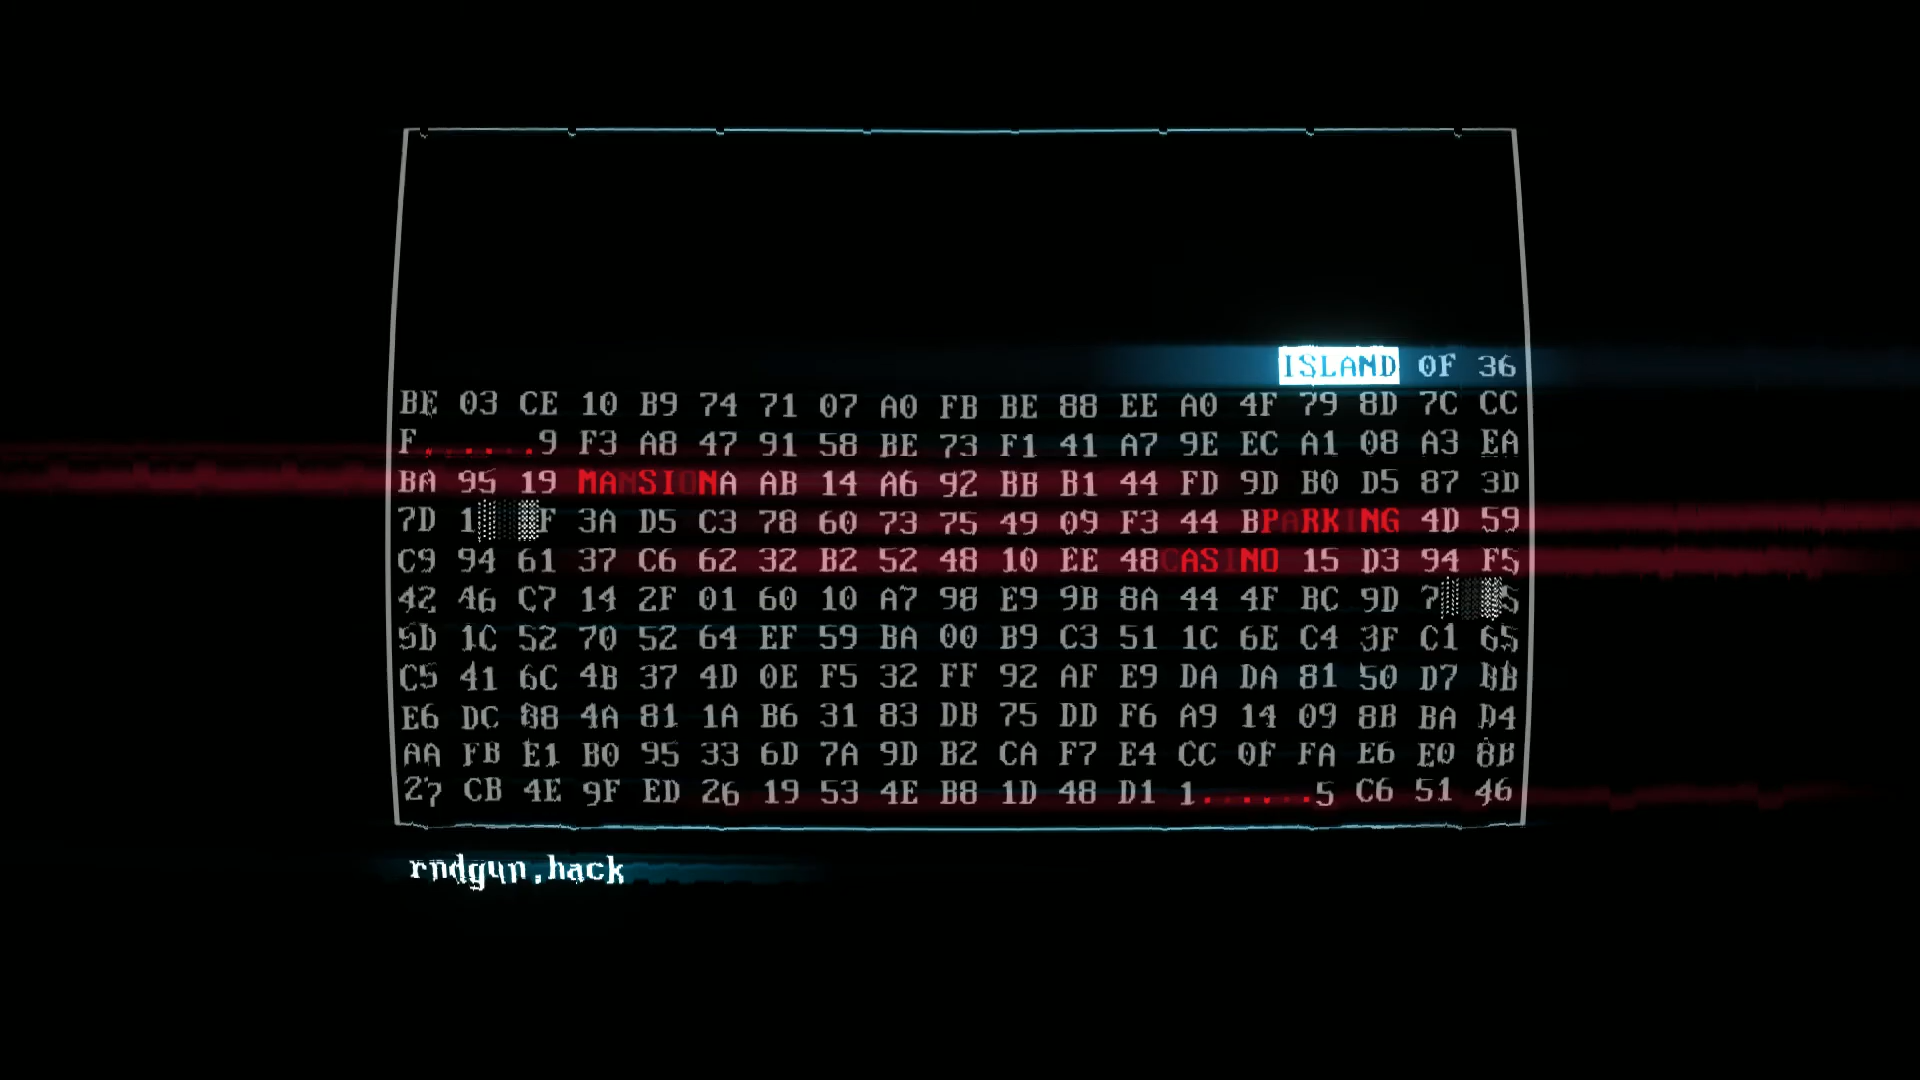 ISLAND 0F 36
BE 03 CE 10 B9 74 71 07 A0 FB BE 88 EE A0 4F 79 8D 7C CC
F......9 F3 A8 47 91 58 BE 73 F1 41 A7 9E EC A1 08 A3 EA
BA 95 19 MANSIONA AB 14 A6 92 BB B1 44 FD 9D B0 D5 87 3D
7D 1 F 3A D5 C3 78 60 73 75 49 09 F3 44 BPARKING 4D 59
C9 94 61 37 C6 62 32 B2 52 48 10 EE 48CASINO 15 D3 94 F5
42 46 C7 14 2F 01 60 10 A7 98 E9 9B 8A 44 4F BC 9D 7 5
5D 1C 52 70 52 64 EF 59 BA 00 B9 C3 51 1C 6E C4 3F C1 65
C5 41 6C 4B 37 4D 0E F5 32 FF 92 AF E9 DA DA 81 50 D7 BB
E6 DC 88 4A 81 1A B6 31 83 DB 75 DD F6 A9 14 09 8B BA D4
AA FB E1 B0 95 33 6D 7A 9D B2 CA F7 E4 CC 0F FA E6 E0 8B
27 CB 4E 9F ED 26 19 53 4E B8 1D 48 D1 1......5 C6 51 46
rndgun.hack